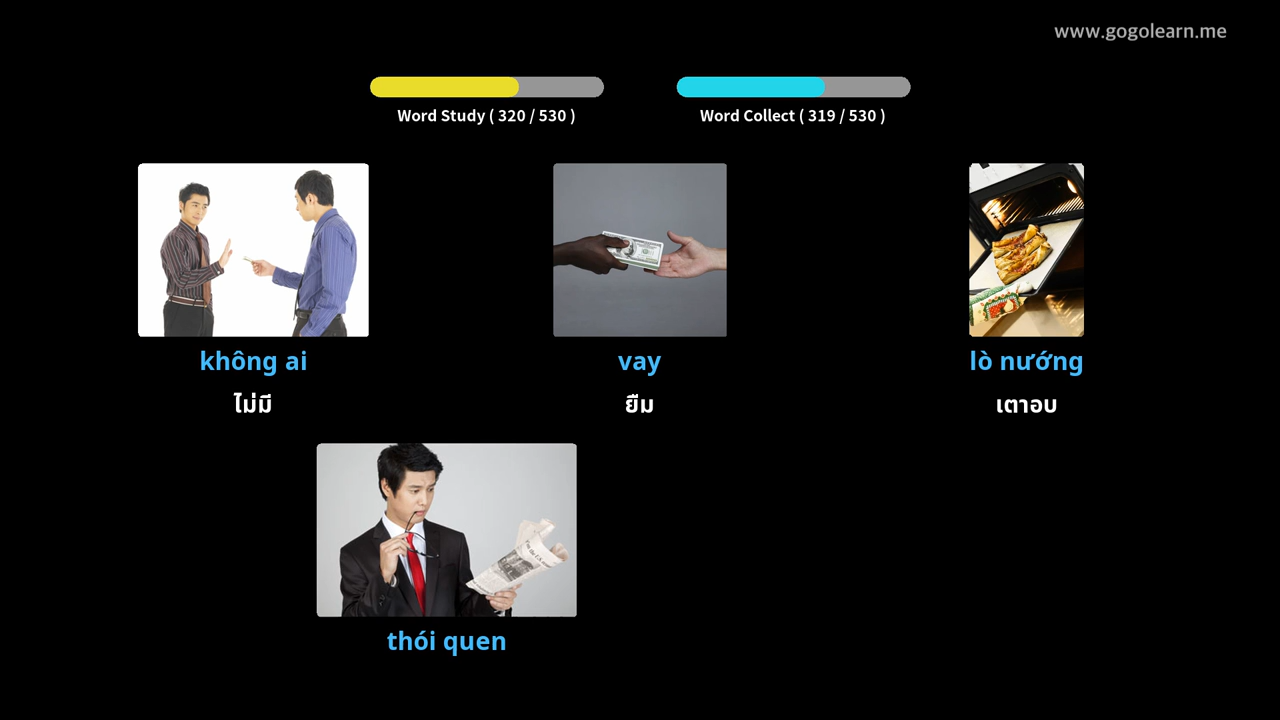 www.gogolearn.me
Word Study ( 320 / 530 )
Word Collect ( 319 / 530 )
không ai
vay
lò nướng
ไม่มี
ยืม
เตาอบ
thói quen